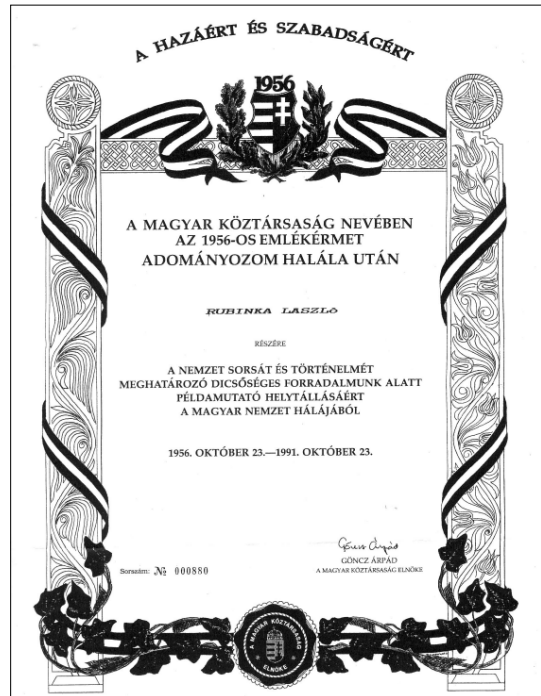 A HAZÁÉRT ÉS SZABADSÁGÉRT
1956
A MAGYAR KÖZTÁRSASÁG NEVÉBEN
AZ 1956-OS EMLÉKÉRMET
ADOMÁNYOZOM HALÁLA UTÁN
RUBINKA LASZLÓ
RÉSZÉRE
A NEMZET SORSÁT ÉS TÖRTÉNELMÉT
MEGHATÁROZÓ DICSŐSÉGES FORRADALMUNK ALATT
PÉLDAMUTATÓ HELYTÁLLÁSÁÉRT
A MAGYAR NEMZET HÁLÁJÁBÓL
1956. OKTÓBER 23.—1991. OKTÓBER 23.
Göncz Árpád
GÖNCZ ÁRPÁD
A MAGYAR KÖZTÁRSASÁG ELNÖKE
Sorszám: № 000880
A MAGYAR KÖZTÁRSASÁG
ELNÖKE